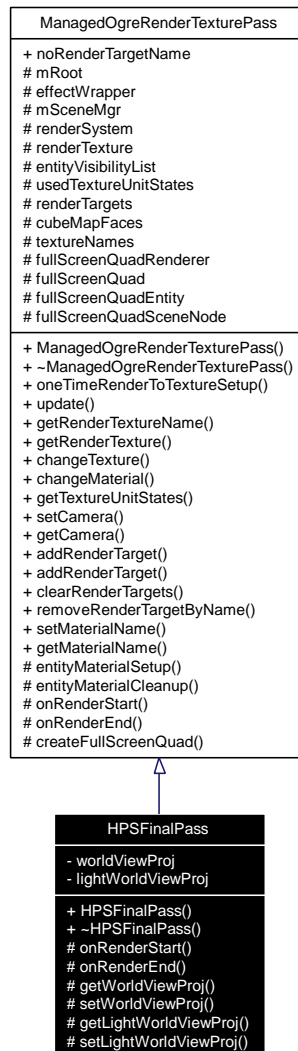 ManagedOgreRenderTexturePass
+ noRenderTargetName
# mRoot
# effectWrapper
# mSceneMgr
# renderSystem
# renderTexture
# entityVisibilityList
# usedTextureUnitStates
# renderTargets
# cubeMapFaces
# textureNames
# fullScreenQuadRenderer
# fullScreenQuad
# fullScreenQuadEntity
# fullScreenQuadSceneNode
+ ManagedOgreRenderTexturePass()
+ ~ManagedOgreRenderTexturePass()
+ oneTimeRenderToTextureSetup()
+ update()
+ getRenderTextureName()
+ getRenderTexture()
+ changeTexture()
+ changeMaterial()
+ getTextureUnitStates()
+ setCamera()
+ getCamera()
+ addRenderTarget()
+ addRenderTarget()
+ clearRenderTargets()
+ removeRenderTargetByName()
+ setMaterialName()
+ getMaterialName()
# entityMaterialSetup()
# entityMaterialCleanup()
# onRenderStart()
# onRenderEnd()
# createFullScreenQuad()
HPSFinalPass
- worldViewProj
- lightWorldViewProj
+ HPSFinalPass()
+ ~HPSFinalPass()
# onRenderStart()
# onRenderEnd()
# getWorldViewProj()
# setWorldViewProj()
# getLightWorldViewProj()
# setLightWorldViewProj()